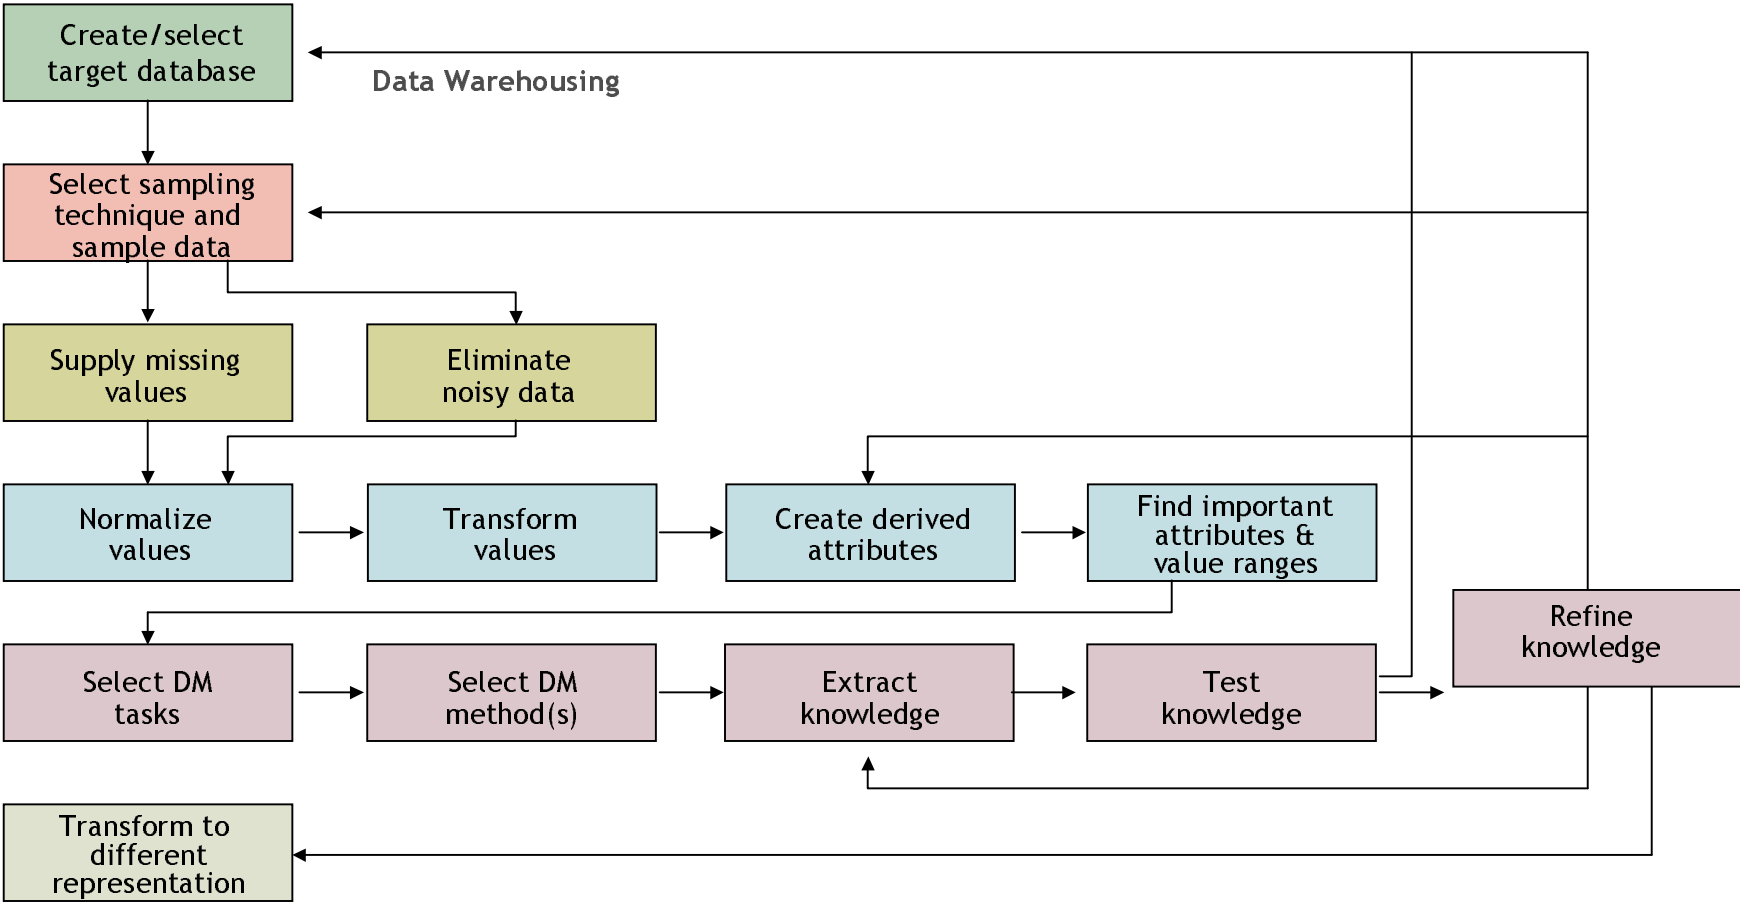 Create/select
target database
Data Warehousing
Select sampling
technique and
sample data
Supply missing
values
Eliminate
noisy data
Normalize
values
Transform
values
Create derived
attributes
Find important
attributes &
value ranges
Refine
knowledge
Select DM
tasks
Select DM
method(s)
Extract
knowledge
Test
knowledge
Transform to
different
representation